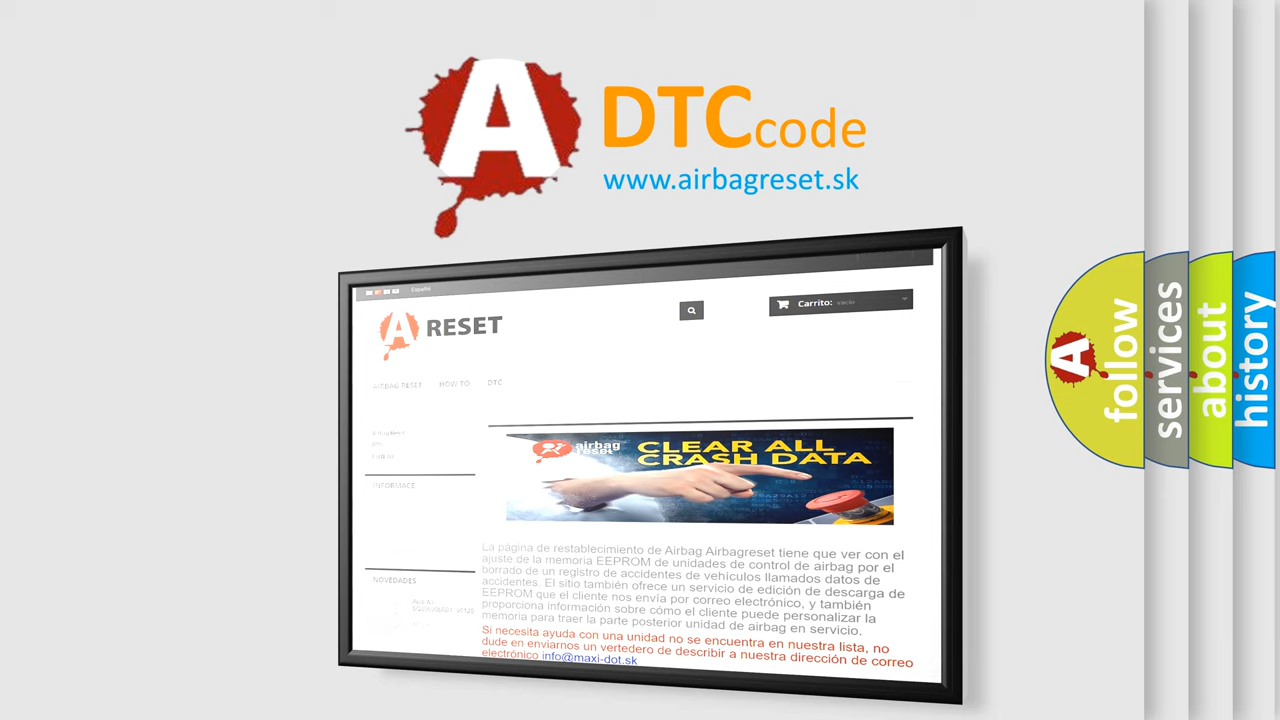 A
DTCcode
www.airbagreset.sk
Español
A RESET
Carrito: vacío
AIRBAG RESET HOW TO DTC
INFORMACE
NOVEDADES
airbag
reset
CLEAR ALL
CRASH DATA
La página de restablecimiento de Airbag Airbagreset tiene que ver con el
ajuste de la memoria EEPROM de unidades de control de airbag por el
borrado de un registro de accidentes de vehículos llamados datos de
accidentes. El sitio también ofrece un servicio de edición de descarga de
EEPROM que el cliente nos envía por correo electrónico, y también
proporciona información sobre cómo el cliente puede personalizar la
memoria para traer la parte posterior unidad de airbag en servicio.
Si necesita ayuda con una unidad no se encuentra en nuestra lista, no
dude en enviarnos un vertedero de describir a nuestra dirección de correo
electrónico info@maxi-dot.sk
A
follow
services
about
history